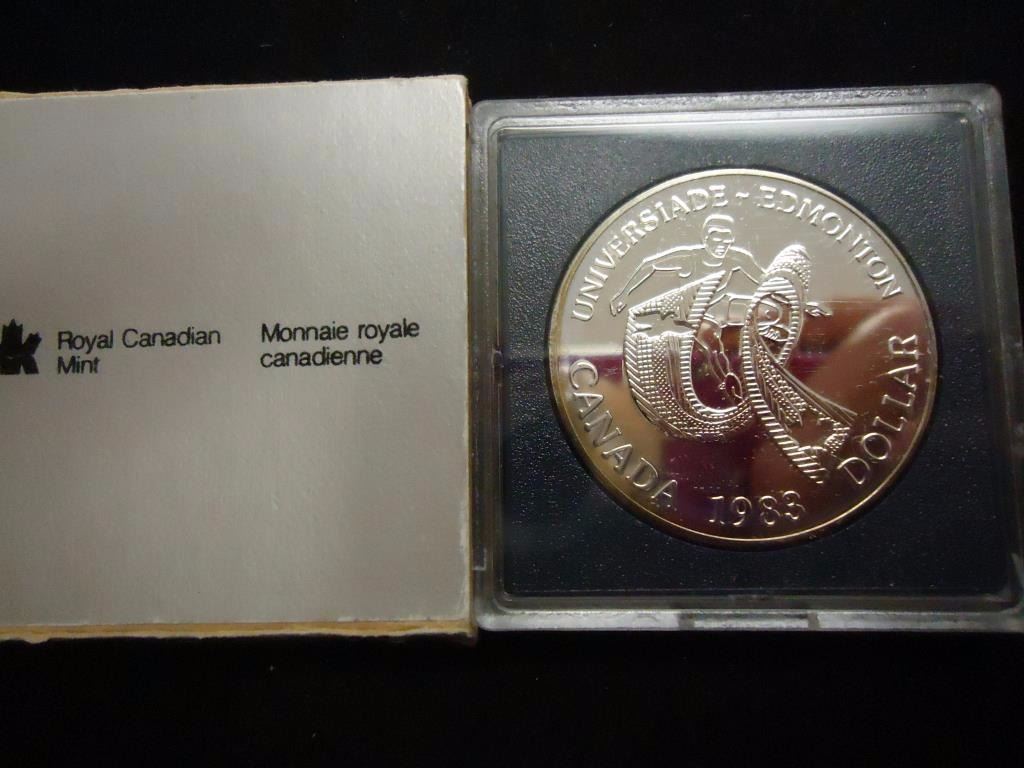 Royal Canadian
Mint
Monnaie royale
canadienne
UNIVERSIADE ~ EDMONTON
CANADA 1983 DOLLAR